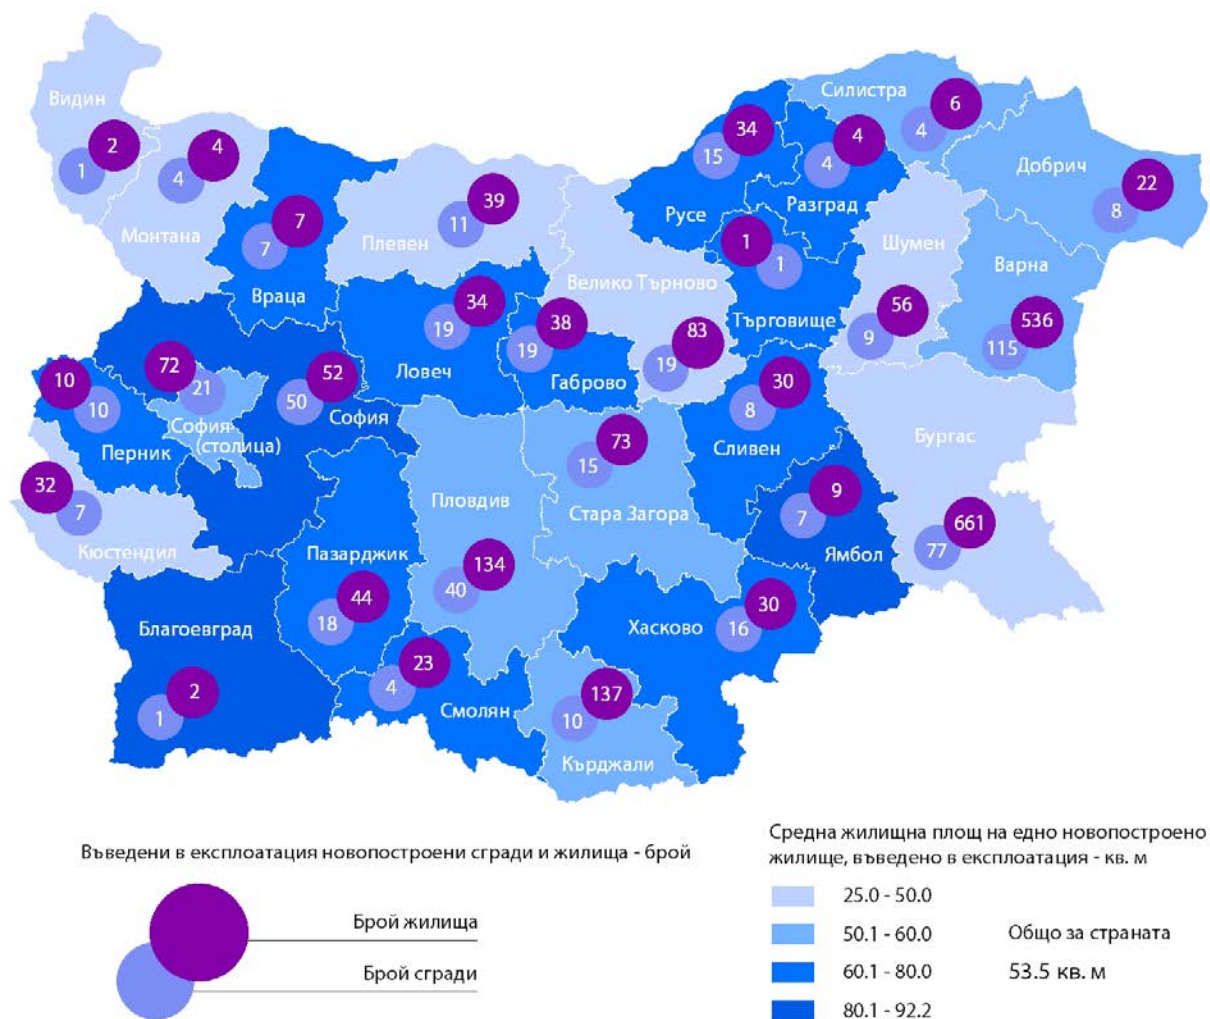 Видин
2
1
4
4
Монтана
7
7
Враца
39
11
Плевен
Велико Търново
83
19
34
19
Ловеч
38
19
Габрово
34
15
Русе
4
4
Разград
Силистра
6
4
Добрич
22
8
1
1
Търговище
Шумен
56
9
Варна
536
115
72
21
София
(столица)
52
50
София
10
10
Перник
32
7
Кюстендил
Благоевград
2
1
Пазарджик
44
18
Пловдив
134
40
73
15
Стара Загора
30
8
Сливен
9
7
Ямбол
Бургас
661
77
Хасково
30
16
23
4
Смолян
137
10
Кърджали
Въведени в експлоатация новопостроени сгради и жилища - брой
Брой жилища
Брой сгради
Средна жилищна площ на едно новопостроено
жилище, въведено в експлоатация - кв. м
25.0 - 50.0
50.1 - 60.0
60.1 - 80.0
80.1 - 92.2
Общо за страната
53.5 кв. м